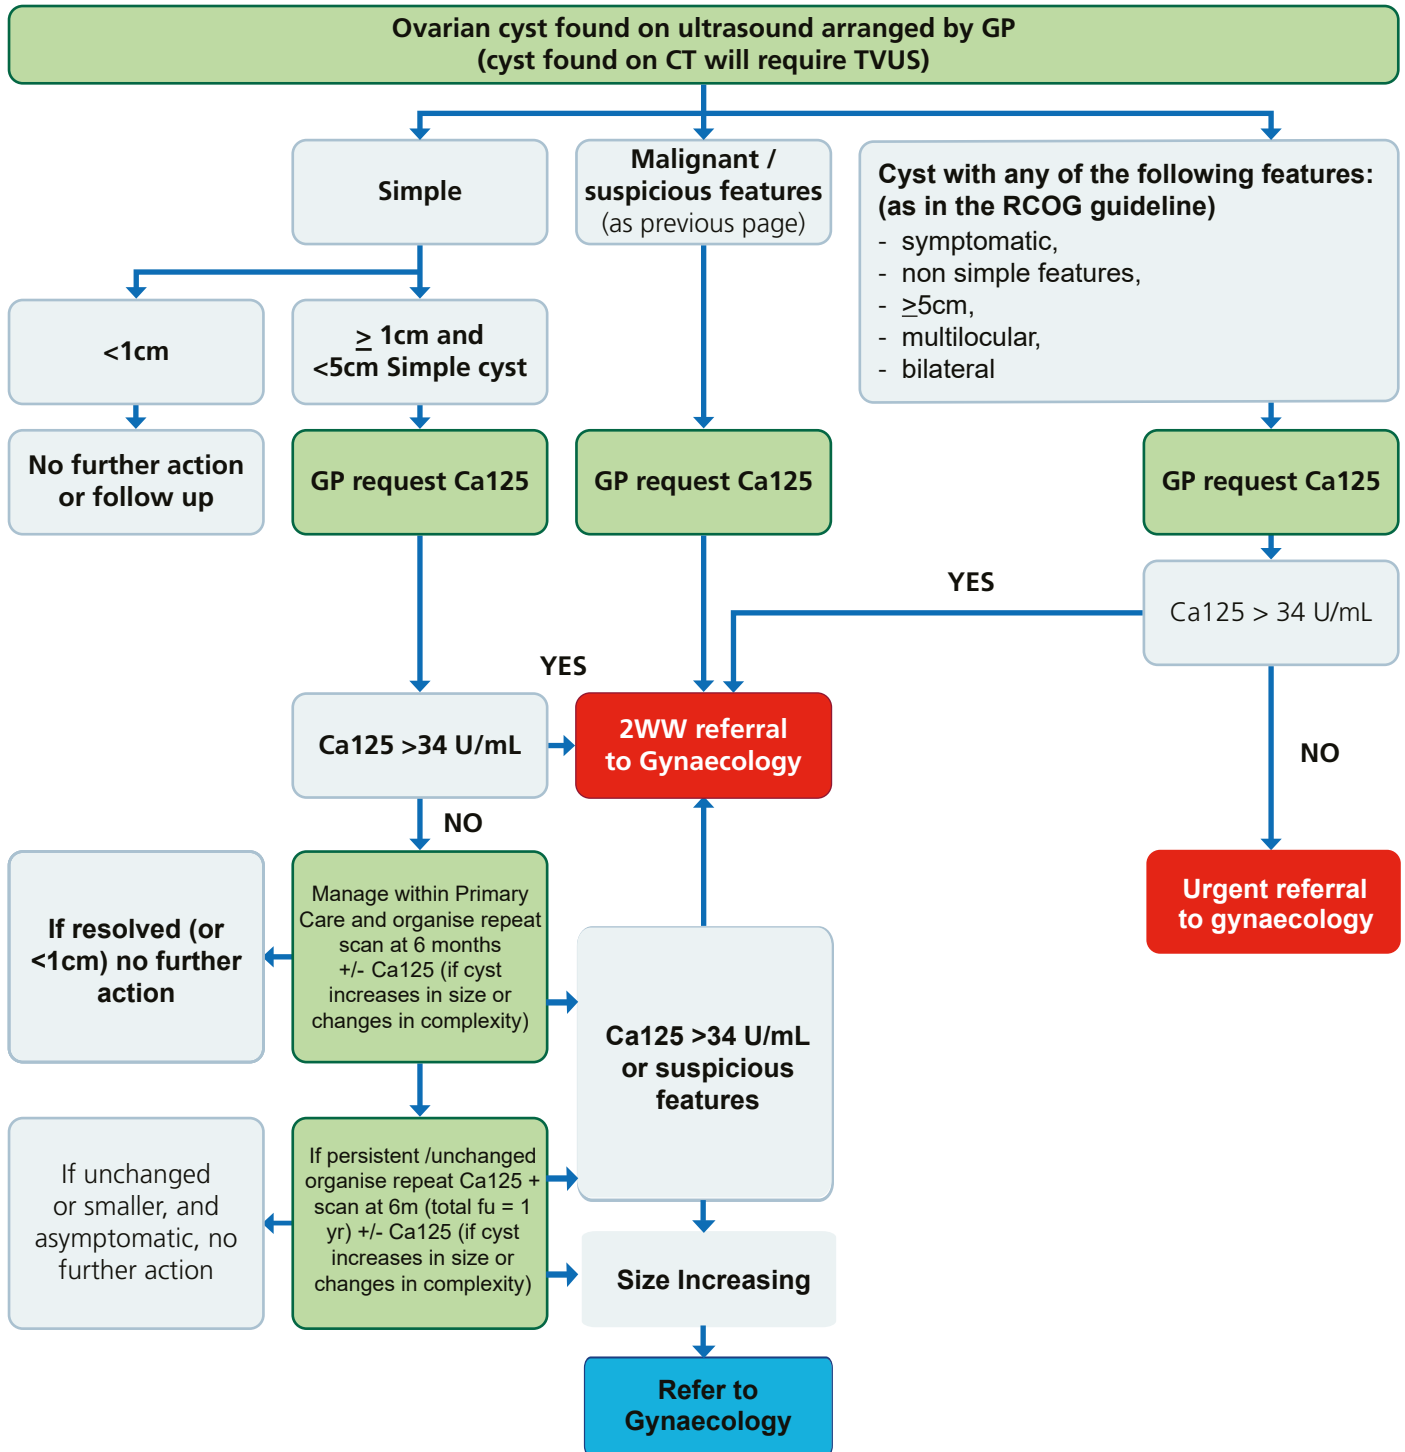 Ovarian cyst found on ultrasound arranged by GP
(cyst found on CT will require TVUS)
Simple
Malignant /
suspicious features
(as previous page)
Cyst with any of the following features:
(as in the RCOG guideline)
- symptomatic,
- non simple features,
- ≥5cm,
- multilocular,
- bilateral
<1cm
≥ 1cm and
<5cm Simple cyst
No further action
or follow up
GP request Ca125
GP request Ca125
GP request Ca125
YES
Ca125 > 34 U/mL
YES
Ca125 >34 U/mL
2WW referral
to Gynaecology
NO
NO
If resolved (or
<1cm) no further
action
Manage within Primary
Care and organise repeat
scan at 6 months
+/- Ca125 (if cyst
increases in size or
changes in complexity)
Urgent referral
to gynaecology
Ca125 >34 U/mL
or suspicious
features
If unchanged
or smaller, and
asymptomatic, no
further action
If persistent /unchanged
organise repeat Ca125 +
scan at 6m (total fu = 1
yr) +/- Ca125 (if cyst
increases in size or
changes in complexity)
Size Increasing
Refer to
Gynaecology